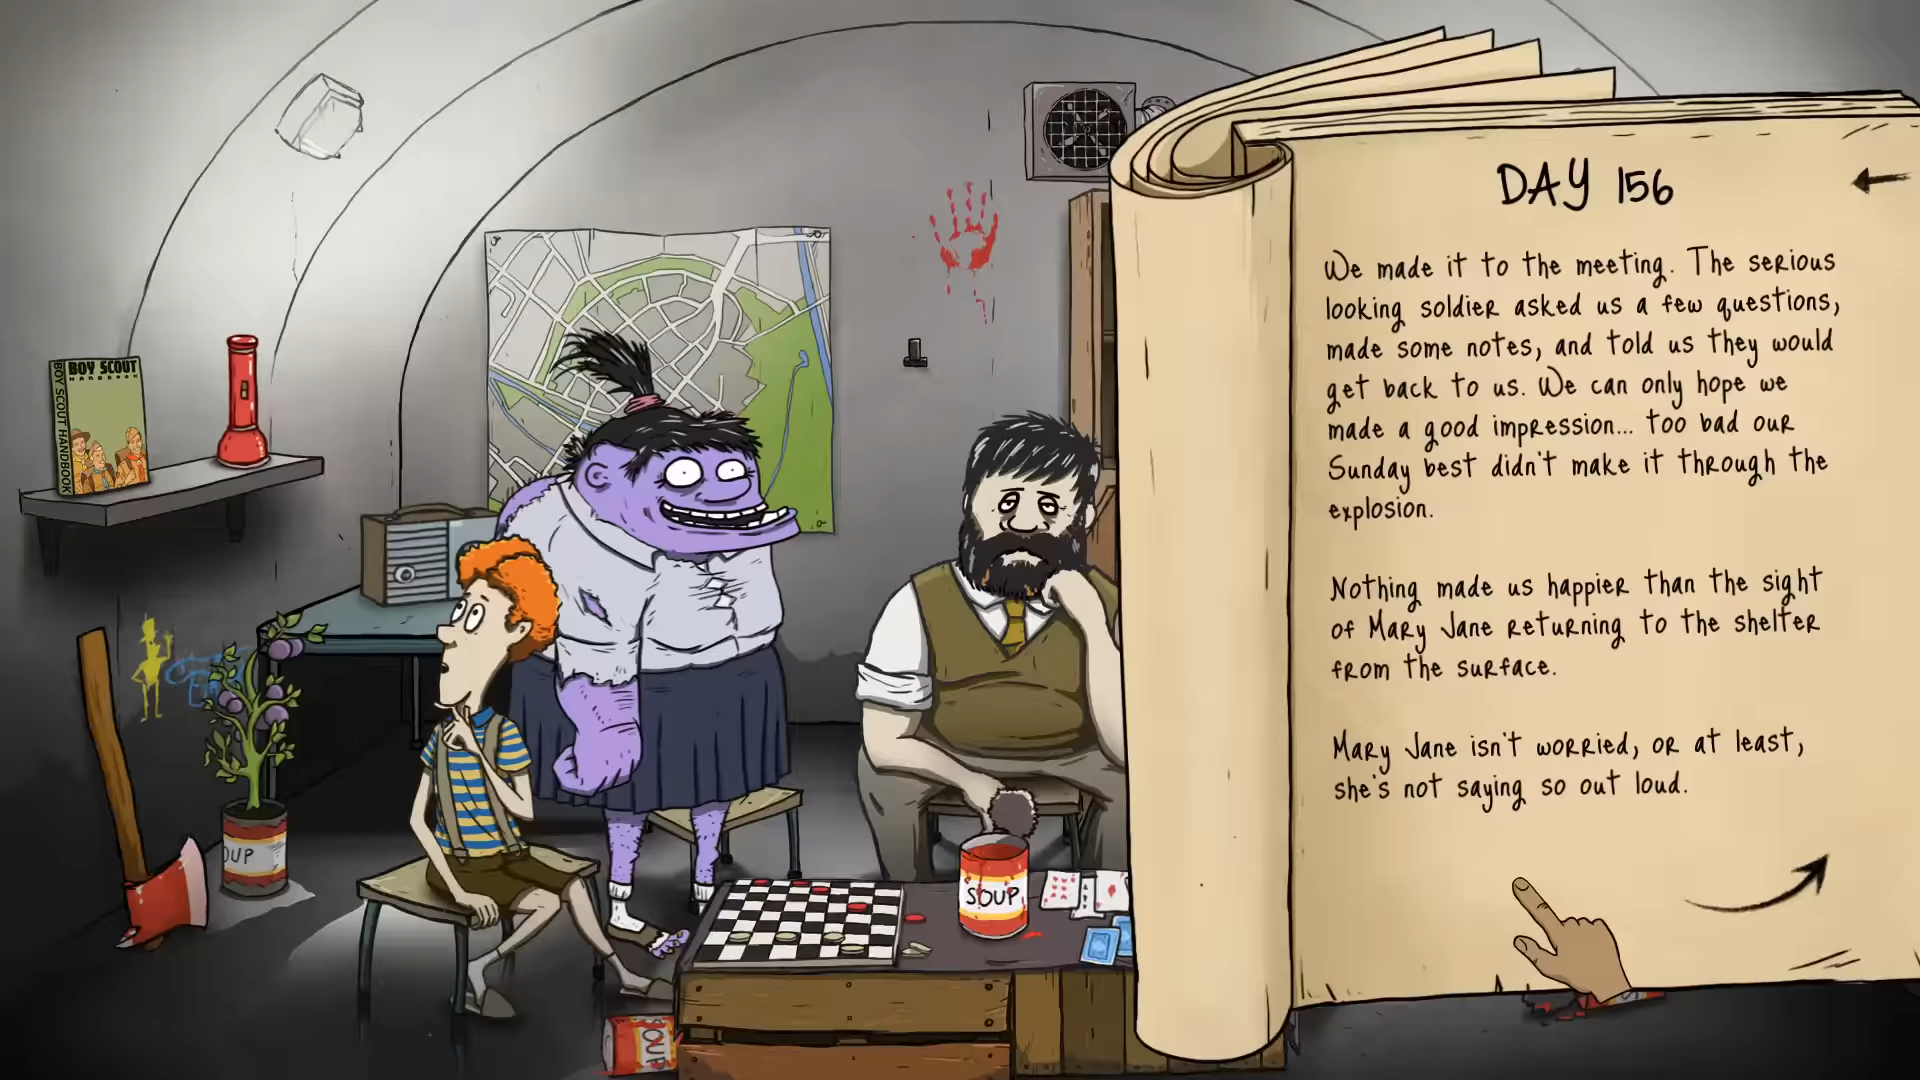 DAY 156
We made it to the meeting. The serious
looking soldier asked us a few questions,
made some notes, and told us they would
get back to us. We can only hope we
made a good impression... too bad our
Sunday best didn't make it through the
explosion.
Nothing made us happier than the sight
of Mary Jane returning to the shelter
from the surface.
Mary Jane isn't worried, or at least,
she's not saying so out loud.
BOY SCOUT
HANDBOOK
BOY SCOUT HANDBOOK
OUP
SOUP
SOUP